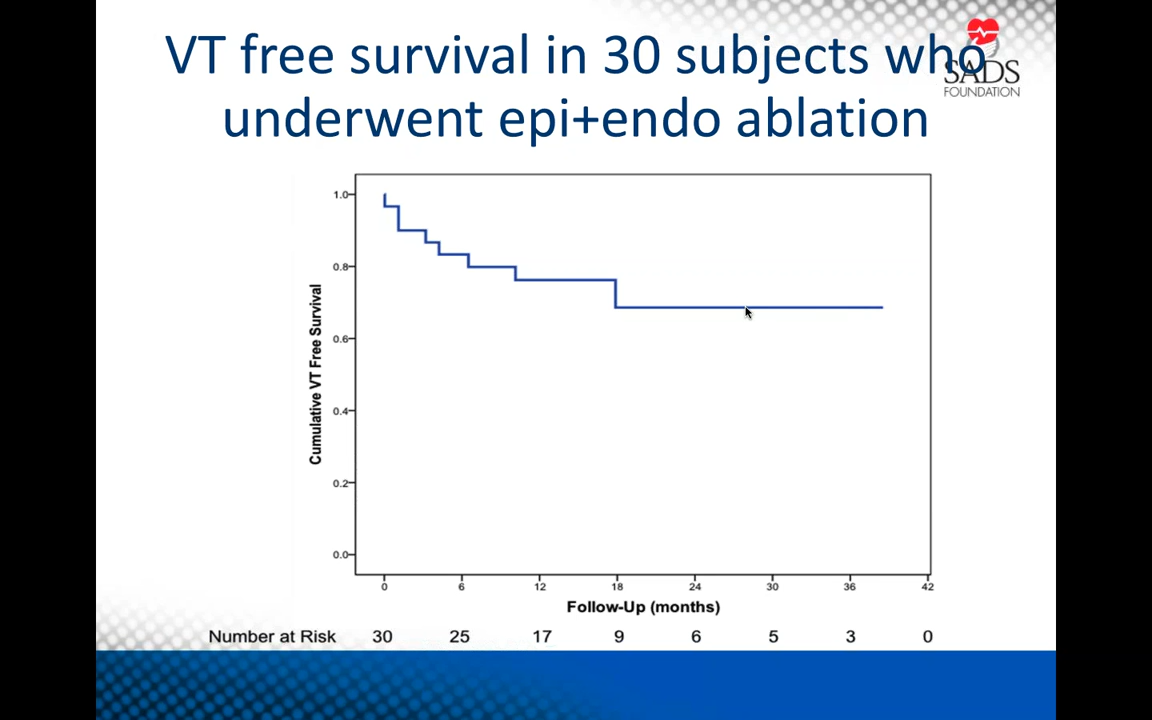 VT free survival in 30 subjects who
underwent epi+endo ablation
SADS
FOUNDATION
1.0
0.8
0.6
0.4
0.2
0.0
Cumulative VT Free Survival
0 6 12 18 24 30 36 42
Follow-Up (months)
Number at Risk 30 25 17 9 6 5 3 0